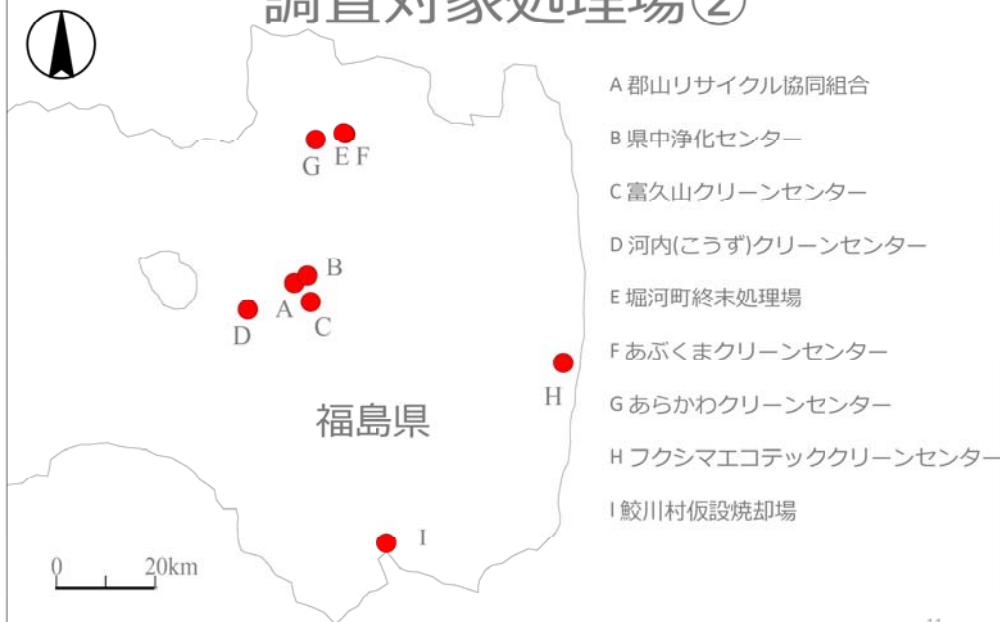 調査対象処理場②
A 郡山リサイクル協同組合
B 県中浄化センター
C 富久山クリーンセンター
D 河内(こうず)クリーンセンター
E 堀河町終末処理場
F あぶくまクリーンセンター
G あらかわクリーンセンター
H フクシマエコテッククリーンセンター
I 鮫川村仮設焼却場
G
E F
B
A
C
D
H
福島県
I
0 20km